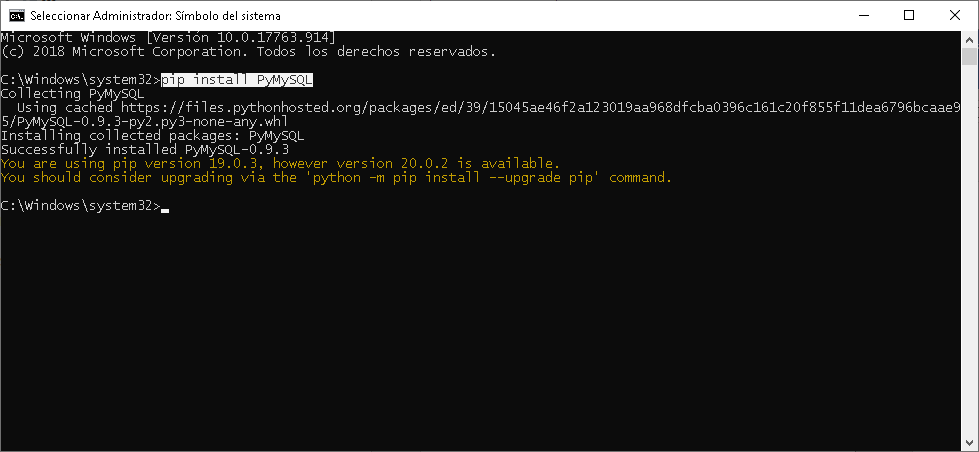 Seleccionar Administrador: Símbolo del sistema
Microsoft Windows [Versión 10.0.17763.914]
(c) 2018 Microsoft Corporation. Todos los derechos reservados.
C:\Windows\system32>pip install PyMySQL
Collecting PyMySQL
  Using cached https://files.pythonhosted.org/packages/ed/39/15045ae46f2a123019aa968dfcba0396c161c20f855f11dea6796bcaae9
5/PyMySQL-0.9.3-py2.py3-none-any.whl
Installing collected packages: PyMySQL
Successfully installed PyMySQL-0.9.3
You are using pip version 19.0.3, however version 20.0.2 is available.
You should consider upgrading via the 'python -m pip install --upgrade pip' command.
C:\Windows\system32>